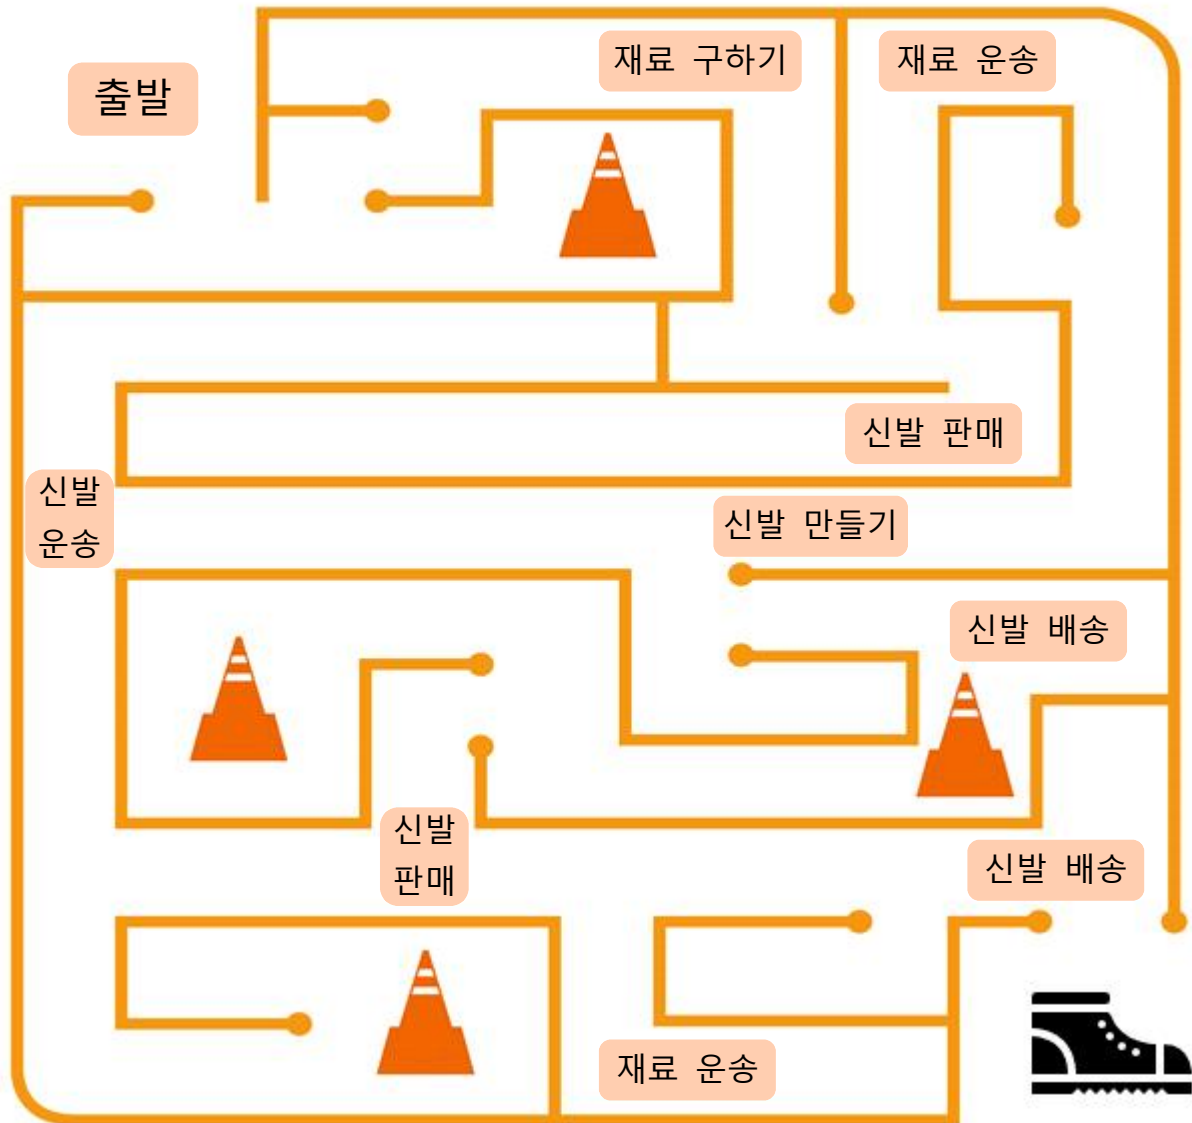 재료 구하기
재료 운송
출발
신발 판매
신발
운송
신발 만들기
신발 배송
신발
판매
신발 배송
재료 운송